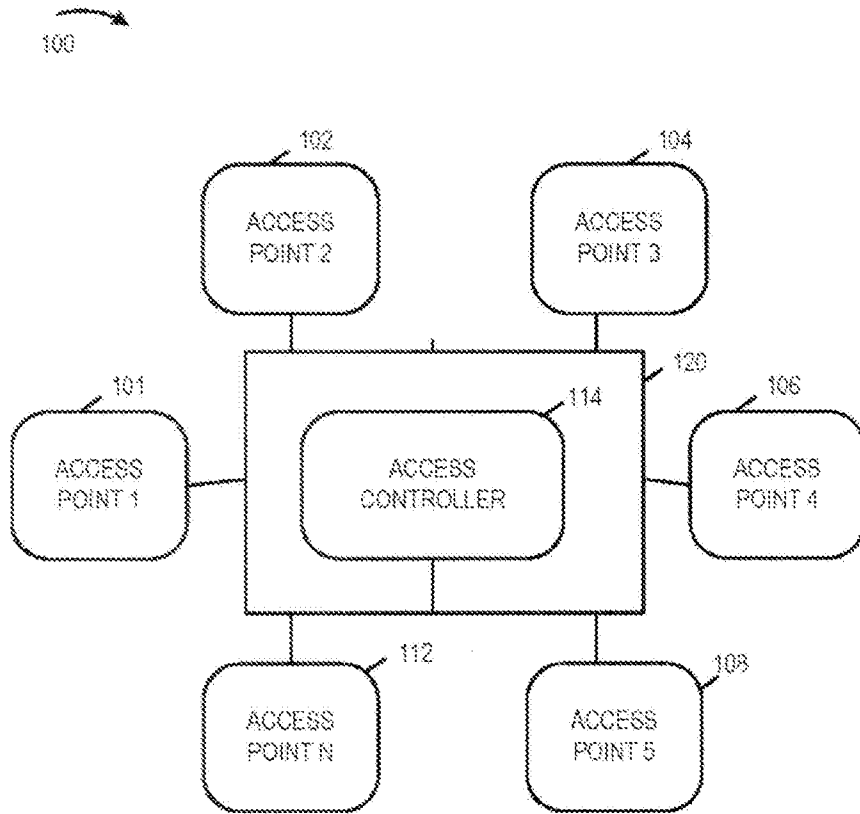 100
102
104
ACCESS
POINT 2
ACCESS
POINT 3
120
101
114
106
ACCESS
POINT 1
ACCESS
CONTROLLER
ACCESS
POINT 4
112
108
ACCESS
POINT N
ACCESS
POINT 5